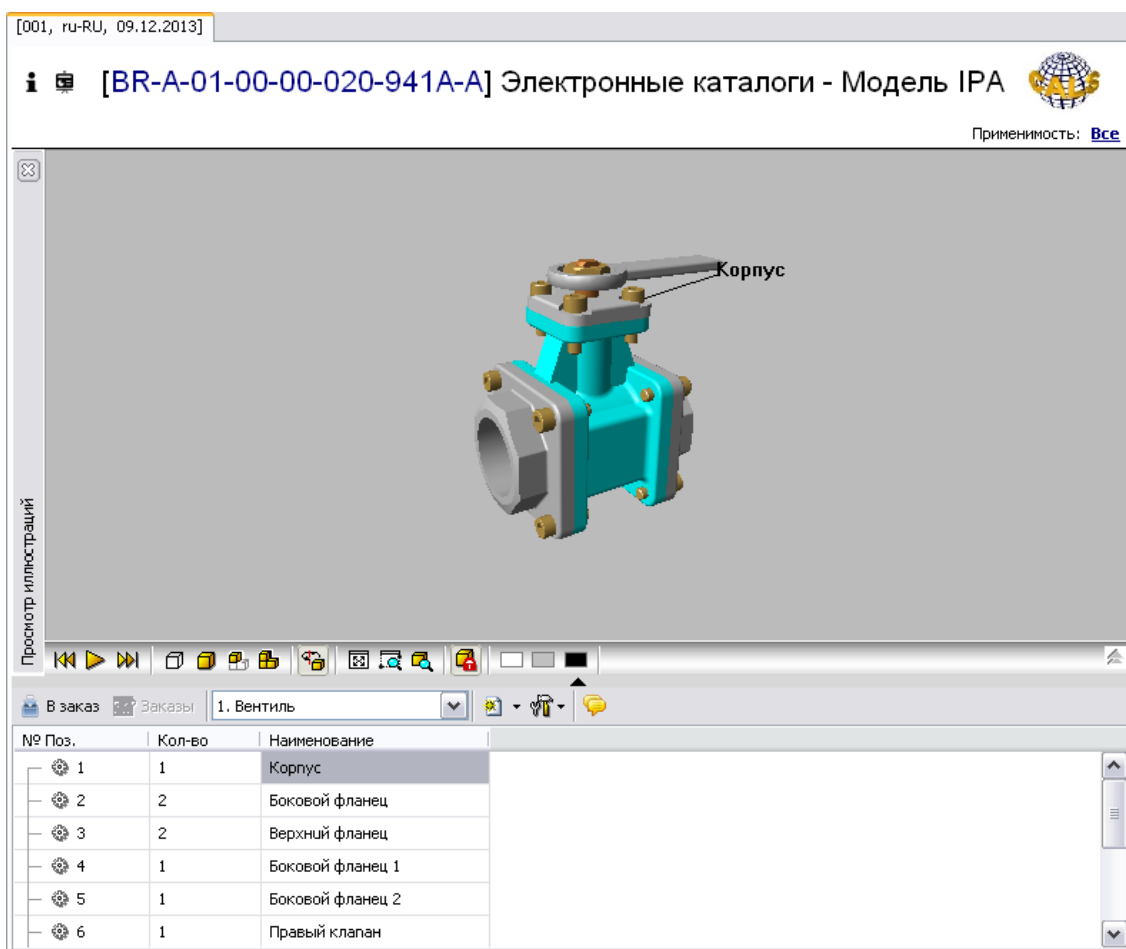 [001, ru-RU, 09.12.2013]
[BR-A-01-00-00-020-941A-A] Электронные каталоги - Модель IPA
CALS
Применимость: Все
Корпус
Просмотр иллюстраций
В заказ Заказы 1. Вентиль
№ Поз. Кол-во Наименование
1 1 Корпус
2 2 Боковой фланец
3 2 Верхний фланец
4 1 Боковой фланец 1
5 1 Боковой фланец 2
6 1 Правый клапан